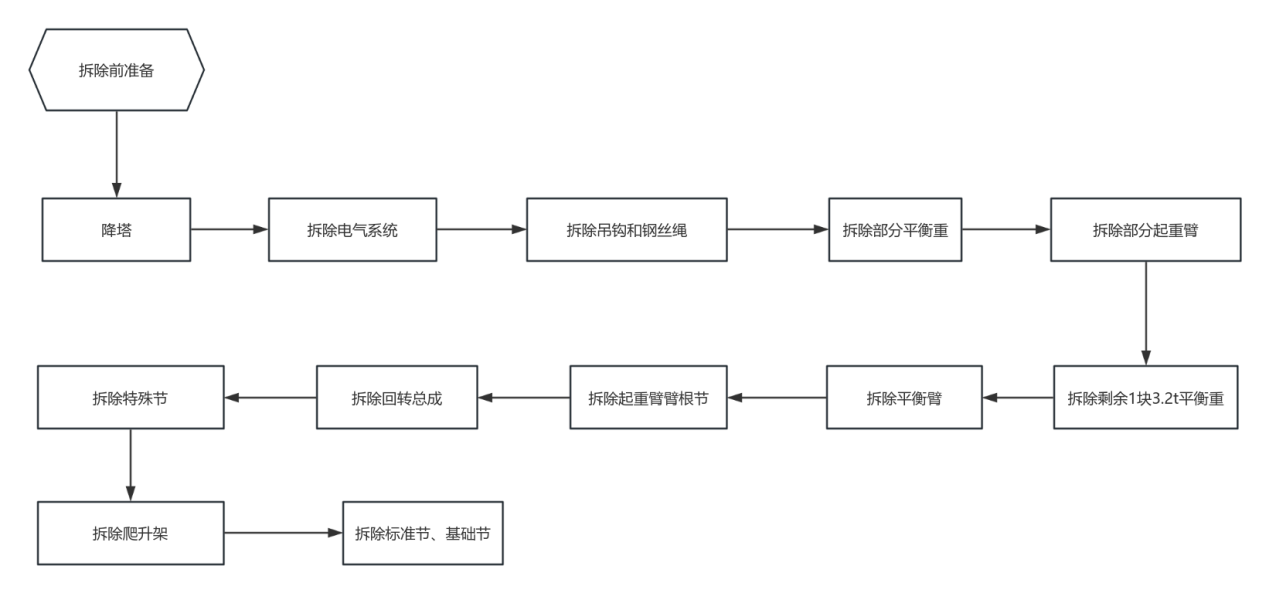 拆除前准备
降塔
拆除电气系统
拆除吊钩和钢丝绳
拆除部分平衡重
拆除部分起重臂
拆除剩余1块3.2t平衡重
拆除平衡臂
拆除起重臂臂根节
拆除回转总成
拆除特殊节
拆除爬升架
拆除标准节、基础节